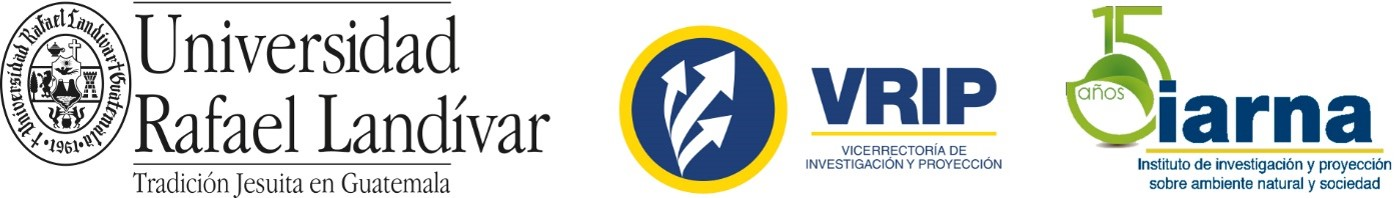 Universidad Rafael Landívar Guatemala
·1961·
Universidad
Rafael Landívar
Tradición Jesuita en Guatemala
VRIP
VICERRECTORÍA DE
INVESTIGACIÓN Y PROYECCIÓN
15
años
iarna
Instituto de investigación y proyección
sobre ambiente natural y sociedad